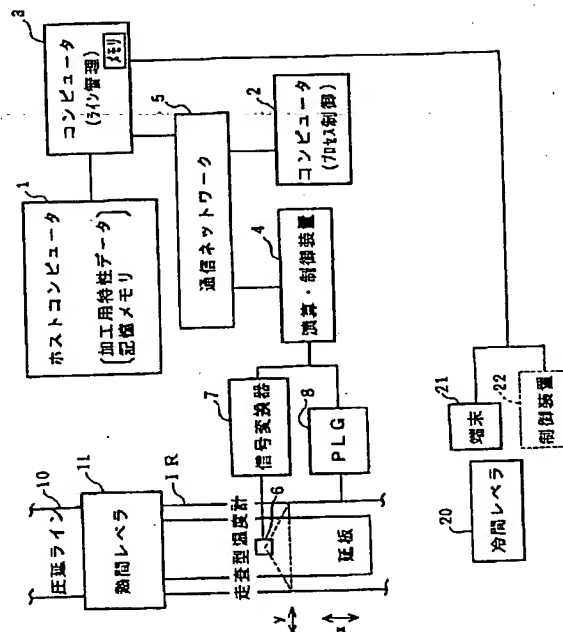 3
コンピュータ
(ライン管理)
メモリ
1
ホストコンピュータ
加工用特性データ
記憶メモリ
5
通信ネットワーク
2
コンピュータ
(プロセス制御)
4
演算・制御装置
7
信号変換器
8
PLG
10
圧延ライン
11
熱間レベラ
IR
走査型温度計
6
延板
y
x
21
端末
22
制御装置
20
冷間レベラ